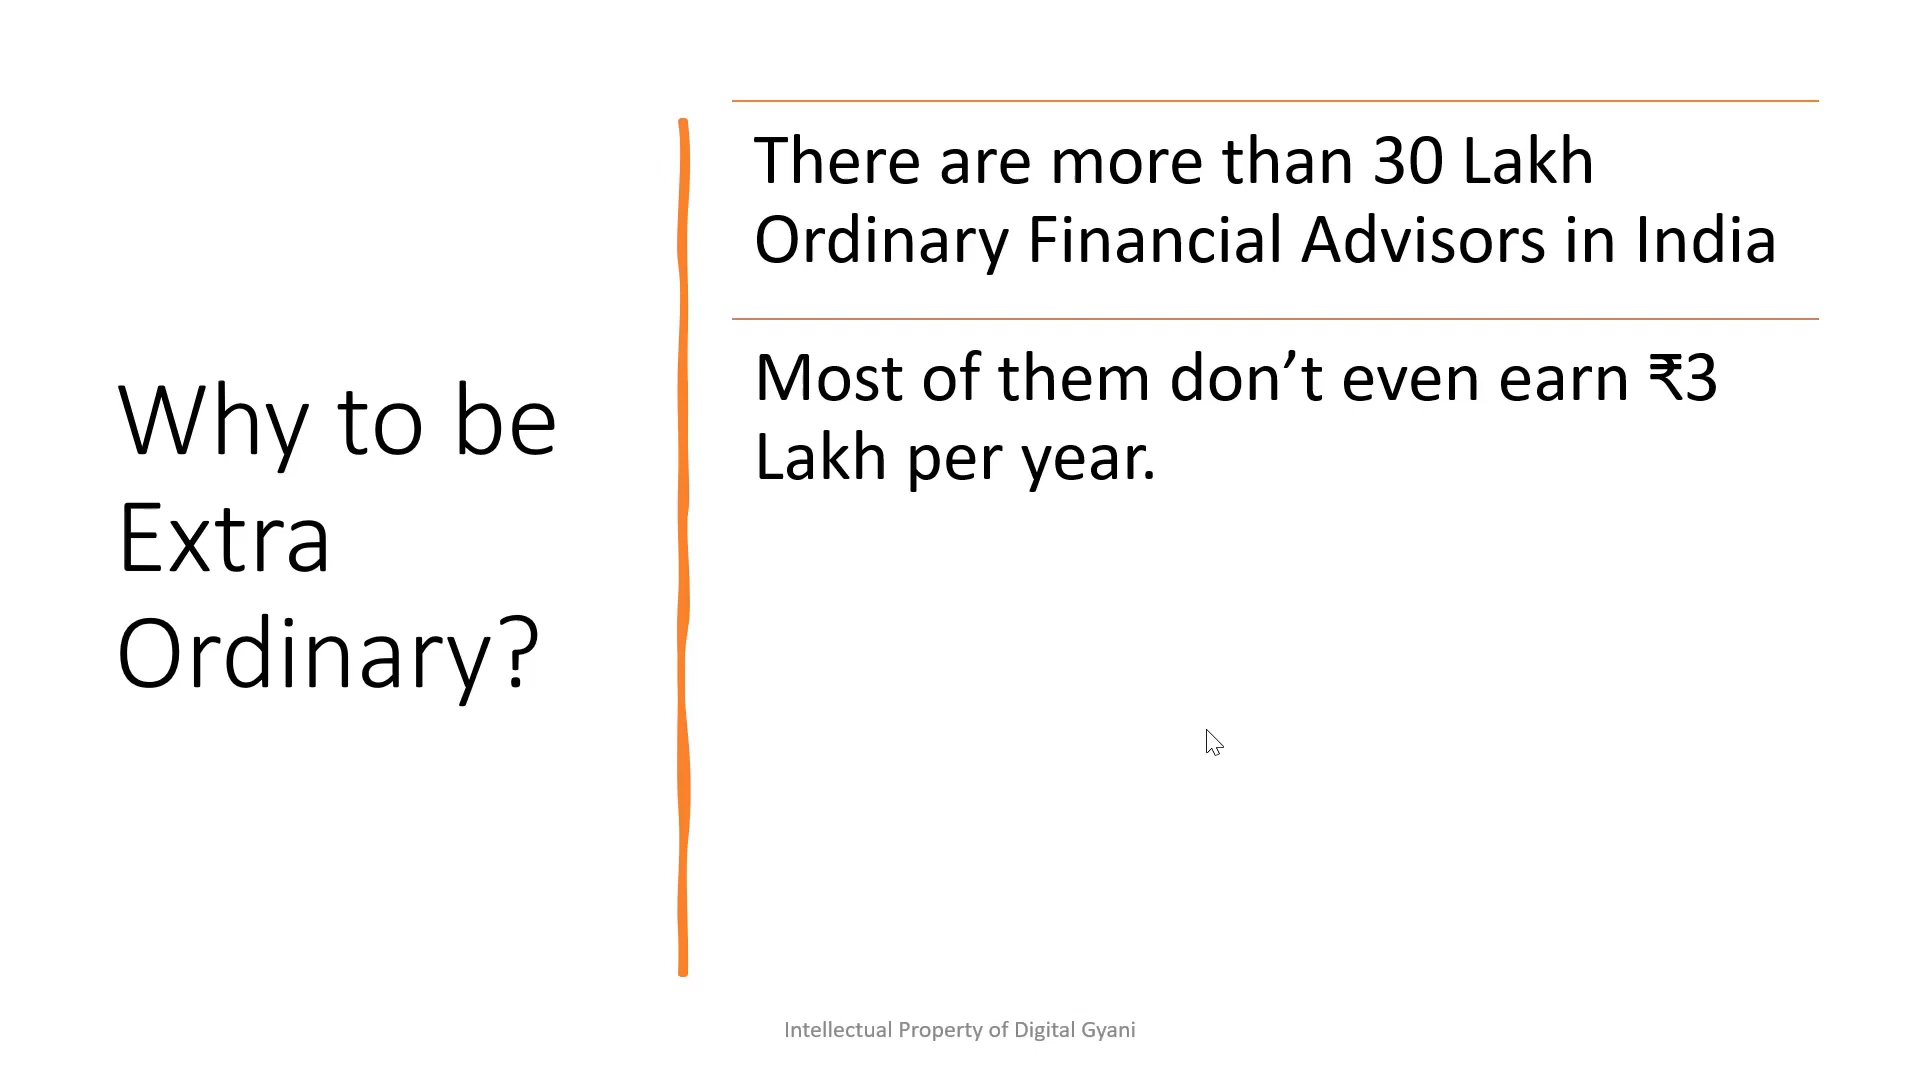 Why to be
Extra
Ordinary?
There are more than 30 Lakh
Ordinary Financial Advisors in India
Most of them don’t even earn ₹3
Lakh per year.
Intellectual Property of Digital Gyani